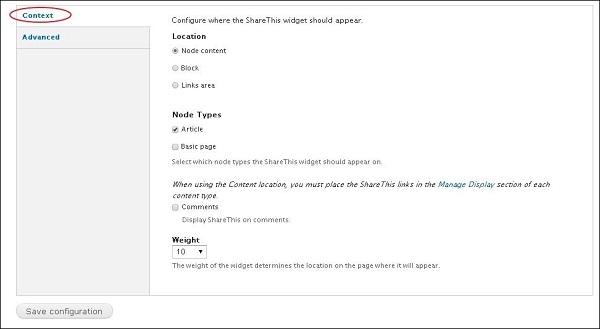 Context
Advanced
Configure where the ShareThis widget should appear.
Location
Node content
Block
Links area
Node Types
Article
Basic page
Select which node types the ShareThis widget should appear on.
When using the Content location, you must place the ShareThis links in the Manage Display section of each
content type.
Comments
Display ShareThis on comments.
Weight
10
The weight of the widget determines the location on the page where it will appear.
Save configuration